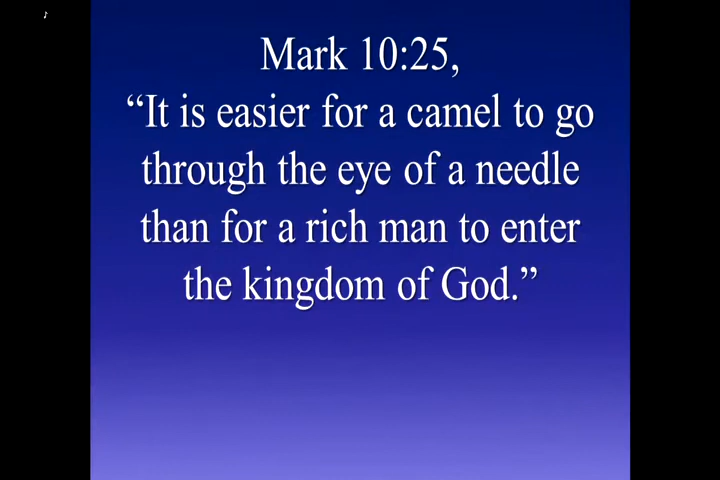 ♪
Mark 10:25,
“It is easier for a camel to go
through the eye of a needle
than for a rich man to enter
the kingdom of God.”